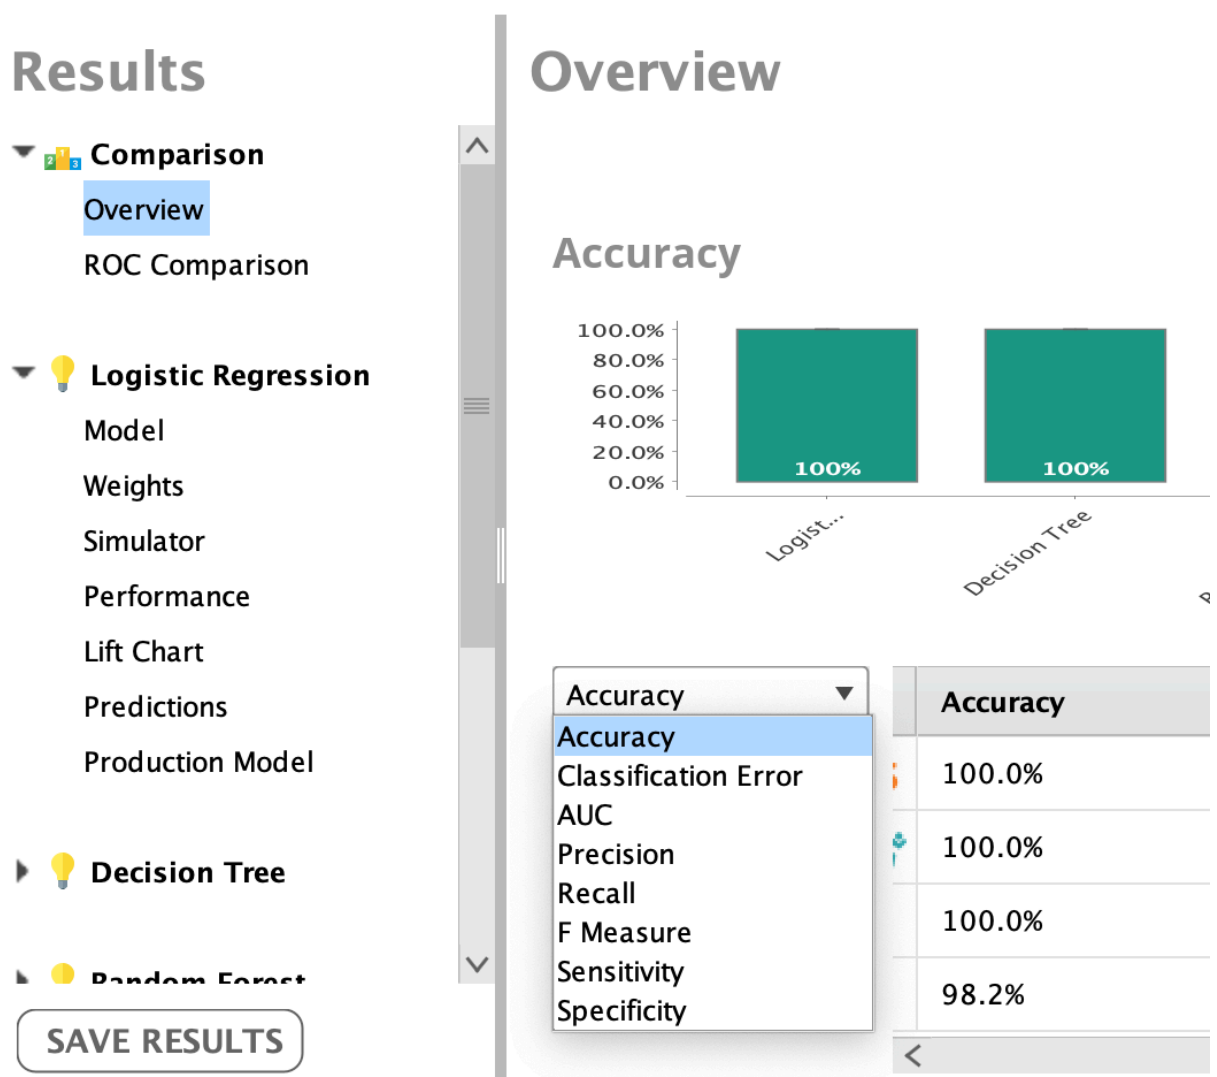 Results
Comparison
Overview
ROC Comparison
Logistic Regression
Model
Weights
Simulator
Performance
Lift Chart
Predictions
Production Model
Decision Tree
Random Forest
SAVE RESULTS
Overview
Accuracy
100.0%
80.0%
60.0%
40.0%
20.0%
0.0%
100%
100%
Logist...
Decision Tree
Accuracy
Accuracy
Classification Error
AUC
Precision
Recall
F Measure
Sensitivity
Specificity
Accuracy
100.0%
100.0%
100.0%
98.2%